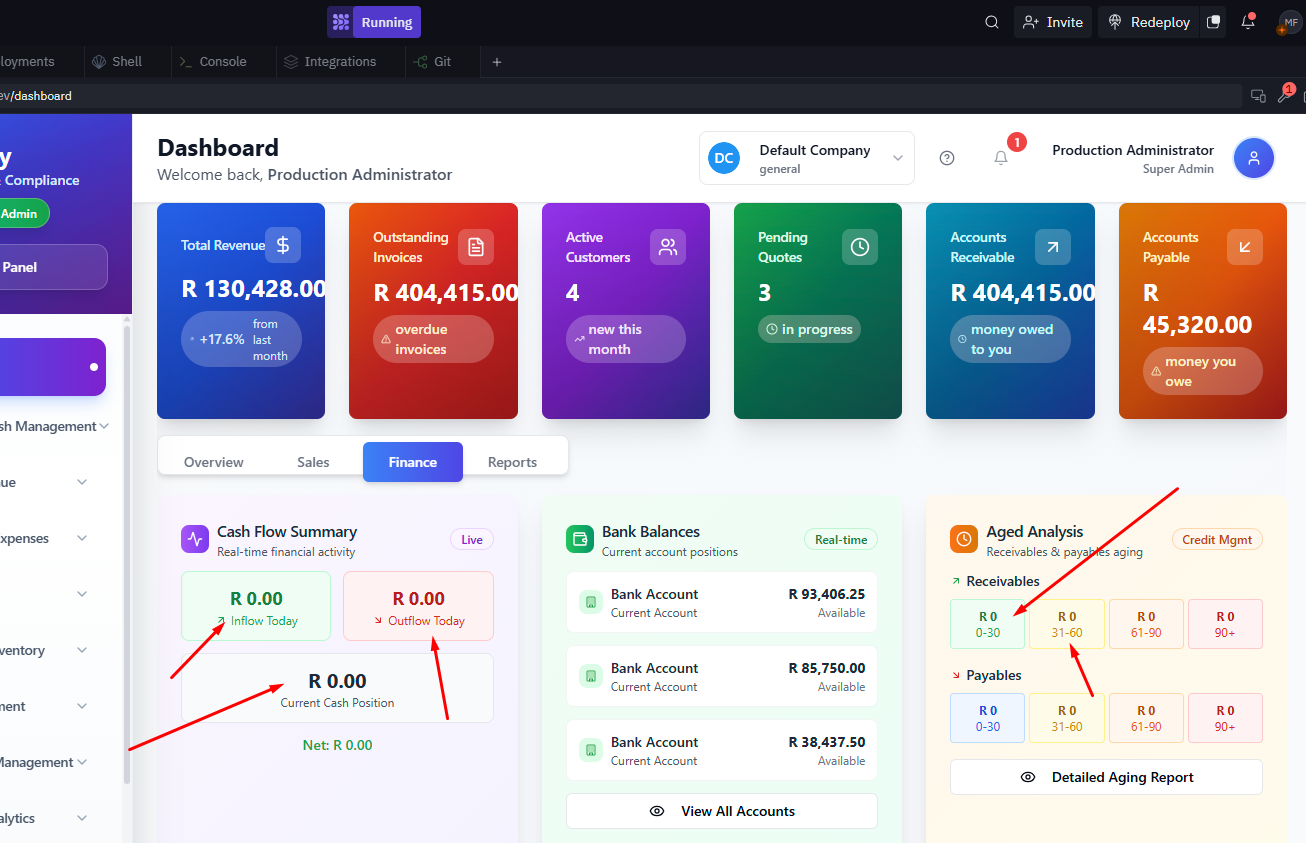 Running
Invite
Redeploy
MF
loyments
Shell
Console
Integrations
Git
ev/dashboard
1
y
& Compliance
Admin
Panel
sh Management
ue
xpenses
ventory
ment
Management
alytics
Dashboard
Welcome back, Production Administrator
DC
Default Company
general
1
Production Administrator
Super Admin
Total Revenue
R 130,428.00
+17.6%
from
last
month
Outstanding
Invoices
R 404,415.00
overdue
invoices
Active
Customers
4
new this
month
Pending
Quotes
3
in progress
Accounts
Receivable
R 404,415.00
money owed
to you
Accounts
Payable
R
45,320.00
money you
owe
Overview
Sales
Finance
Reports
Cash Flow Summary
Real-time financial activity
Live
R 0.00
Inflow Today
R 0.00
Outflow Today
R 0.00
Current Cash Position
Net: R 0.00
Bank Balances
Current account positions
Real-time
Bank Account
Current Account
R 93,406.25
Available
Bank Account
Current Account
R 85,750.00
Available
Bank Account
Current Account
R 38,437.50
Available
View All Accounts
Aged Analysis
Receivables & payables aging
Credit Mgmt
Receivables
R 0
0-30
R 0
31-60
R 0
61-90
R 0
90+
Payables
R 0
0-30
R 0
31-60
R 0
61-90
R 0
90+
Detailed Aging Report